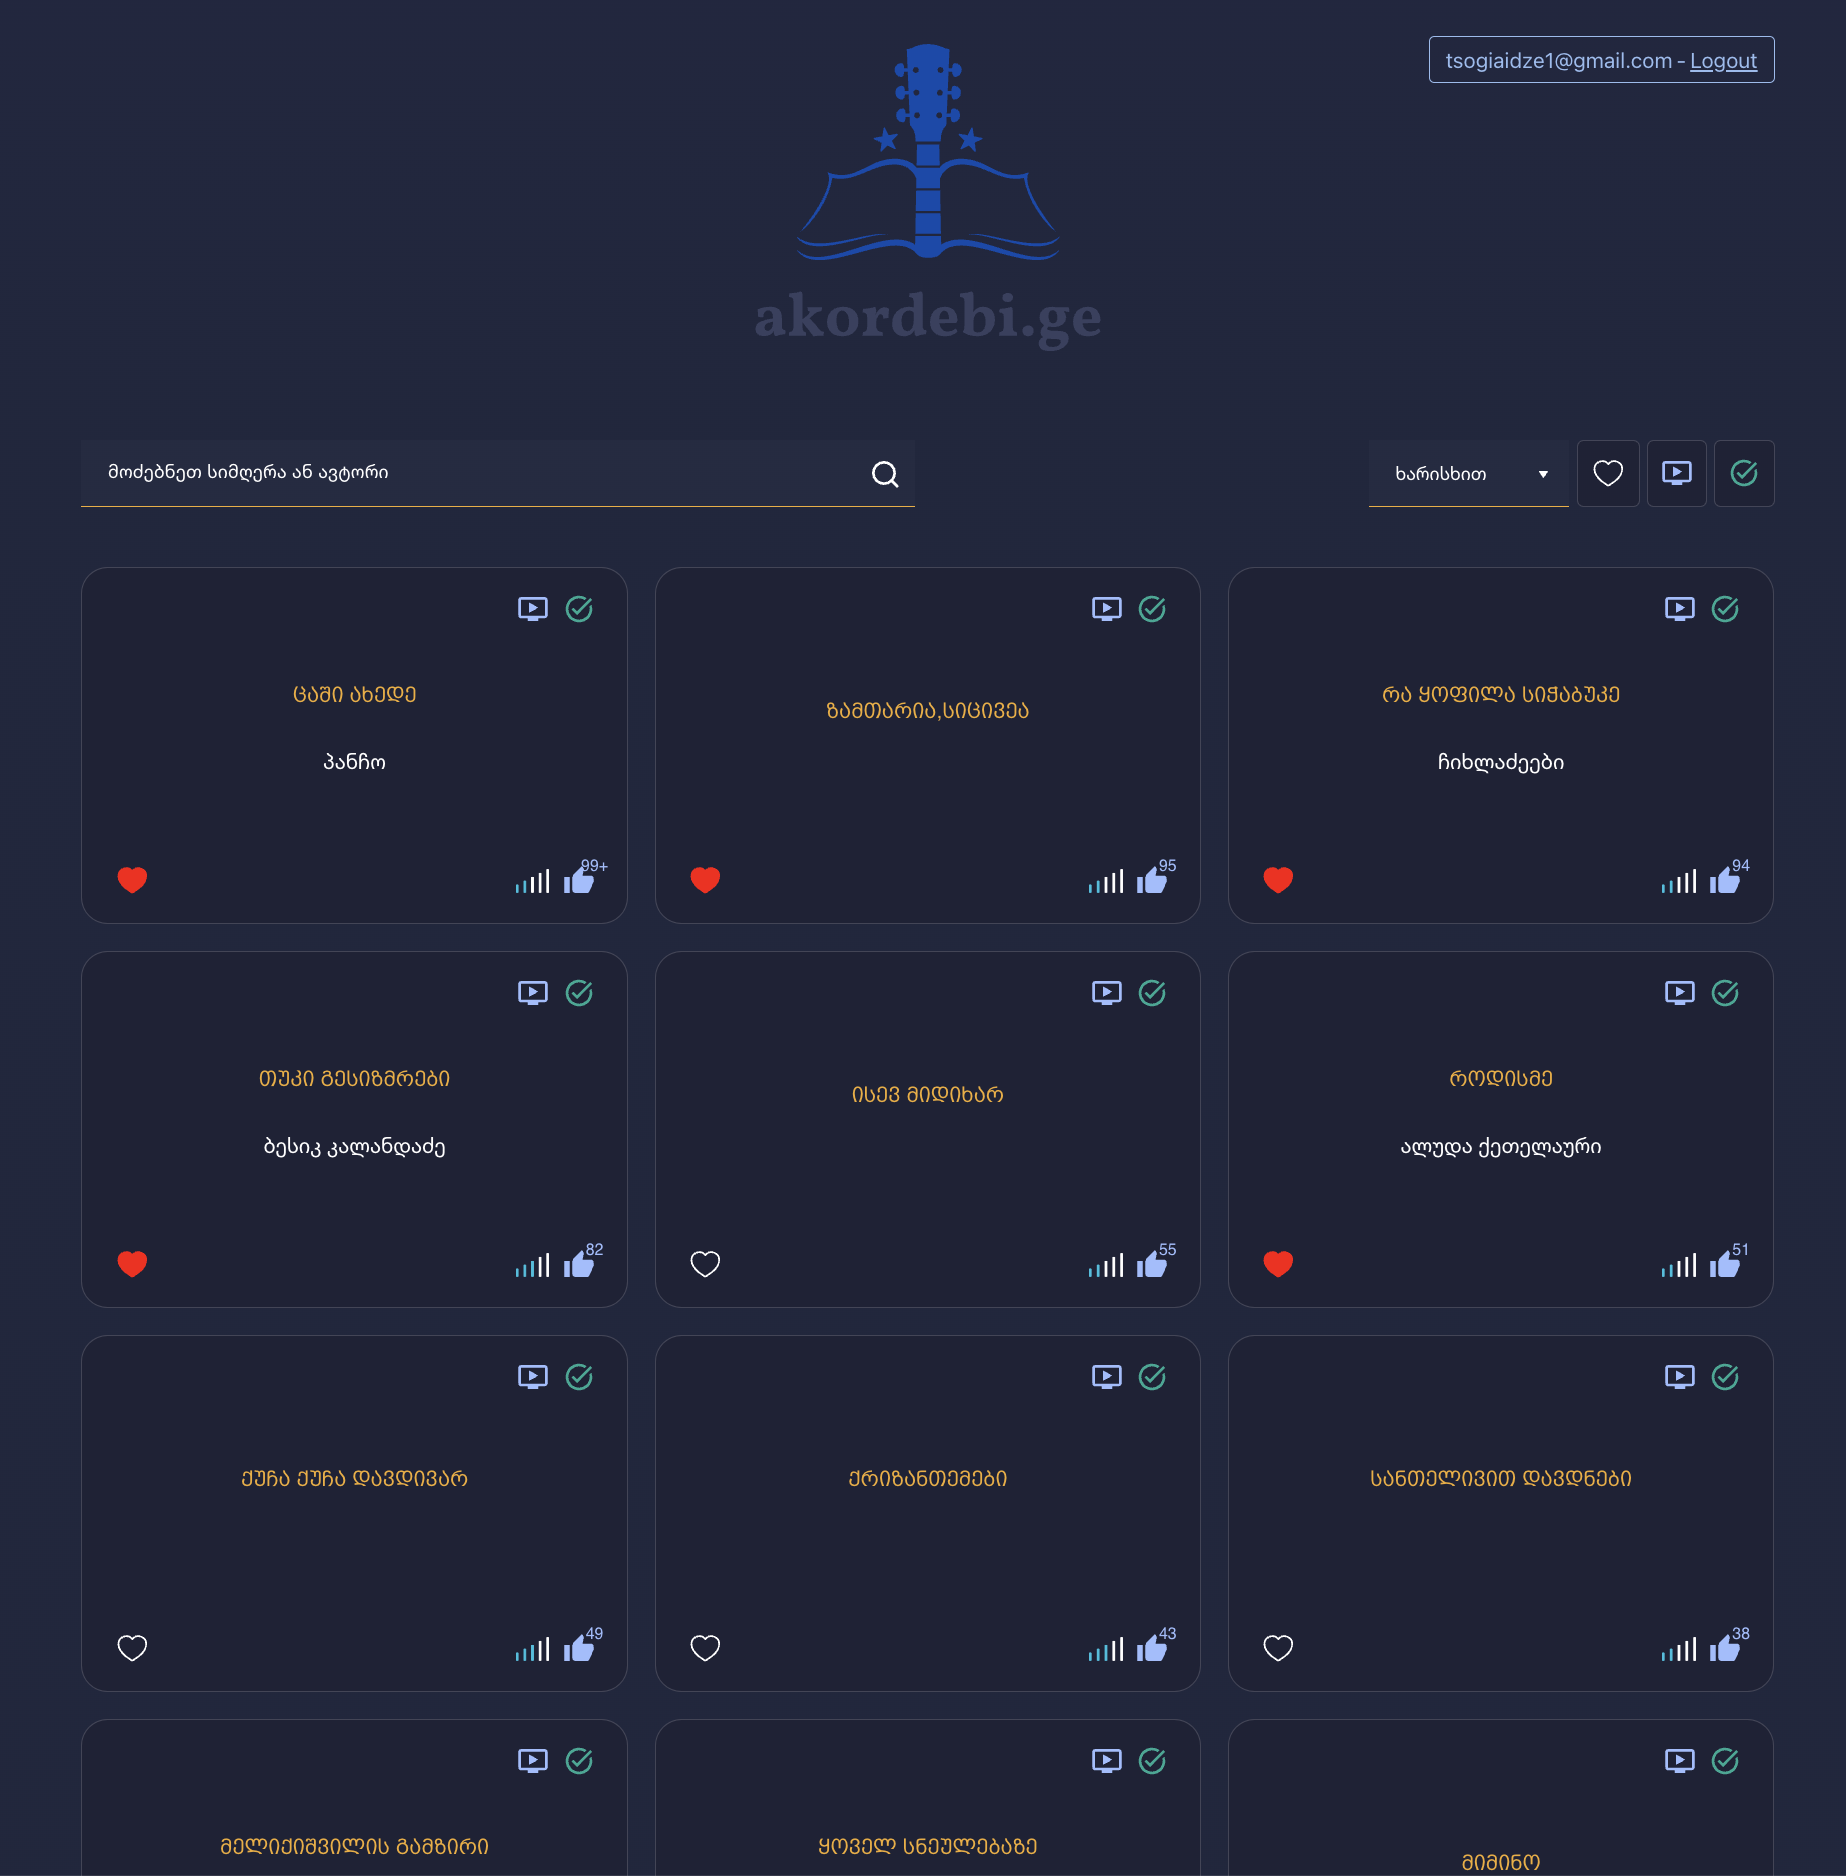 tsogiaidze1@gmail.com - Logout
akordebi.ge
მოძებნეთ სიმღერა ან ავტორი
ხარისხით
ცაში ახედე
პანჩო
99+
ზამთარია,სიცივეა
95
რა ყოფილა სიჭაბუკე
ჩიხლაძეები
94
თუკი გესიზმრები
ბესიკ კალანდაძე
82
ისევ მიდიხარ
55
როდისმე
ალუდა ქეთელაური
51
ქუჩა ქუჩა დავდივარ
49
ქრიზანთემები
43
სანთელივით დავდნები
38
მელიქიშვილის გამზირი
ყოველ სნეულებაზე
მიმინო